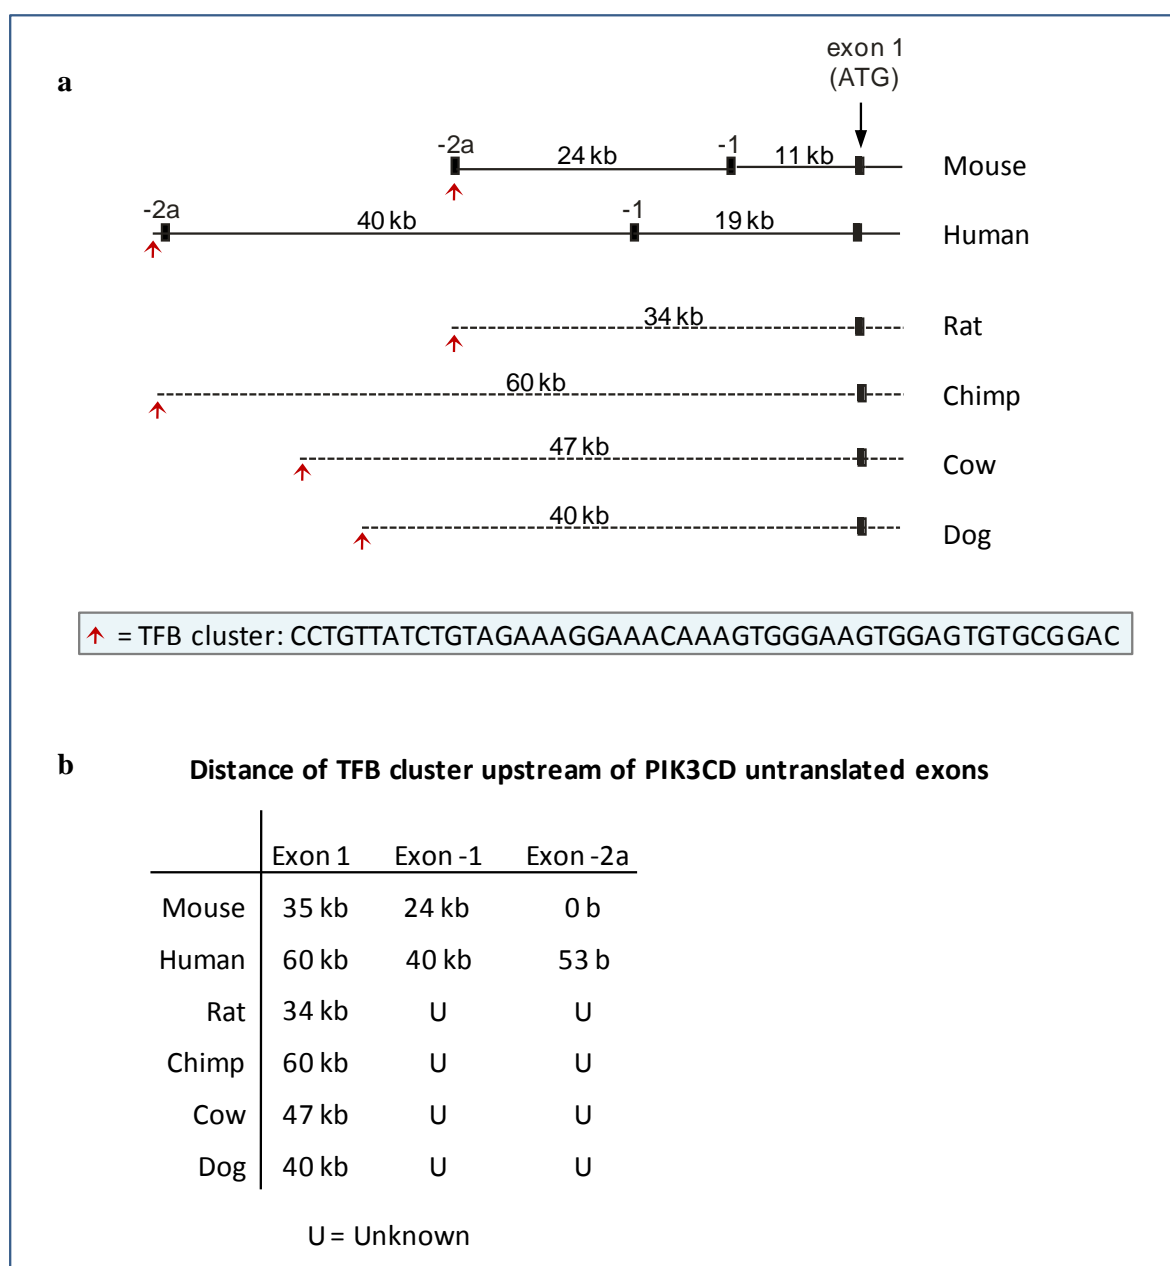 a
exon 1
(ATG)
-2a
24 kb
-1
11 kb
Mouse
-2a
40 kb
-1
19 kb
Human
34 kb
Rat
60 kb
Chimp
47 kb
Cow
40 kb
Dog
= TFB cluster: CCTGTTATCTGTAGAAAGGAAACAAAGTGGGAAGTGGAGTGTGCGGAC
b
Distance of TFB cluster upstream of PIK3CD untranslated exons
Exon 1 Exon -1 Exon -2a
Mouse 35 kb 24 kb 0 b
Human 60 kb 40 kb 53 b
Rat 34 kb U U
Chimp 60 kb U U
Cow 47 kb U U
Dog 40 kb U U
U = Unknown